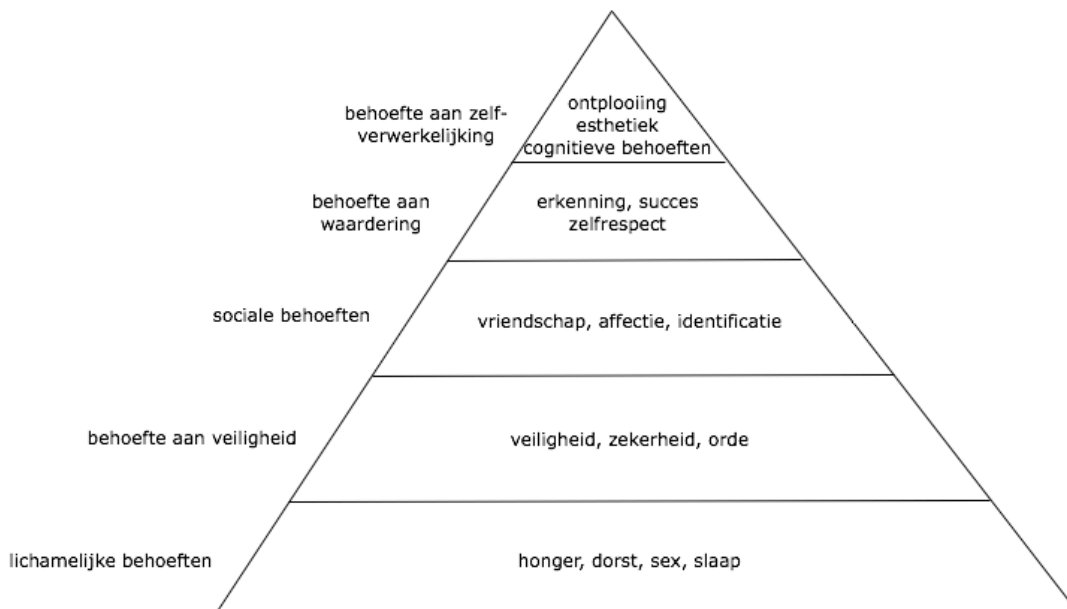 behoefte aan zelf-
verwerkelijking
ontplooiing
esthetiek
cognitieve behoeften
behoefte aan
waardering
erkenning, succes
zelfrespect
sociale behoeften
vriendschap, affectie, identificatie
behoefte aan veiligheid
veiligheid, zekerheid, orde
lichamelijke behoeften
honger, dorst, sex, slaap